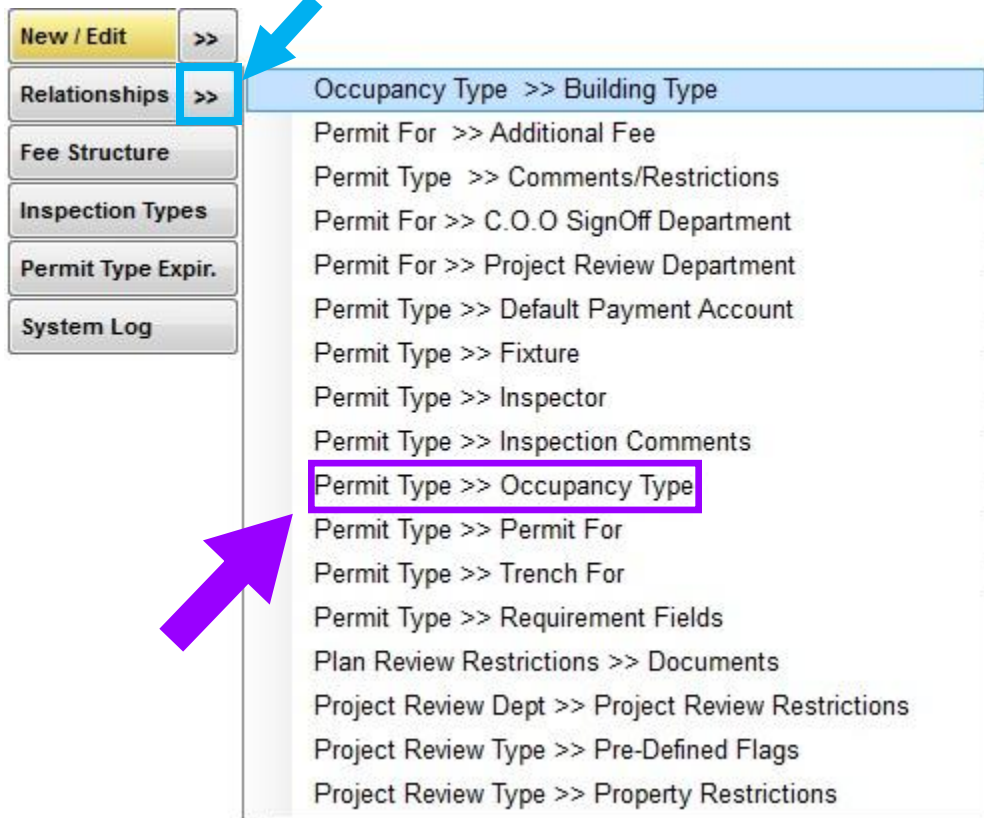 New / Edit >>
Relationships >>
Fee Structure
Inspection Types
Permit Type Expir.
System Log
Occupancy Type >> Building Type
Permit For >> Additional Fee
Permit Type >> Comments/Restrictions
Permit For >> C.O.O SignOff Department
Permit For >> Project Review Department
Permit Type >> Default Payment Account
Permit Type >> Fixture
Permit Type >> Inspector
Permit Type >> Inspection Comments
Permit Type >> Occupancy Type
Permit Type >> Permit For
Permit Type >> Trench For
Permit Type >> Requirement Fields
Plan Review Restrictions >> Documents
Project Review Dept >> Project Review Restrictions
Project Review Type >> Pre-Defined Flags
Project Review Type >> Property Restrictions